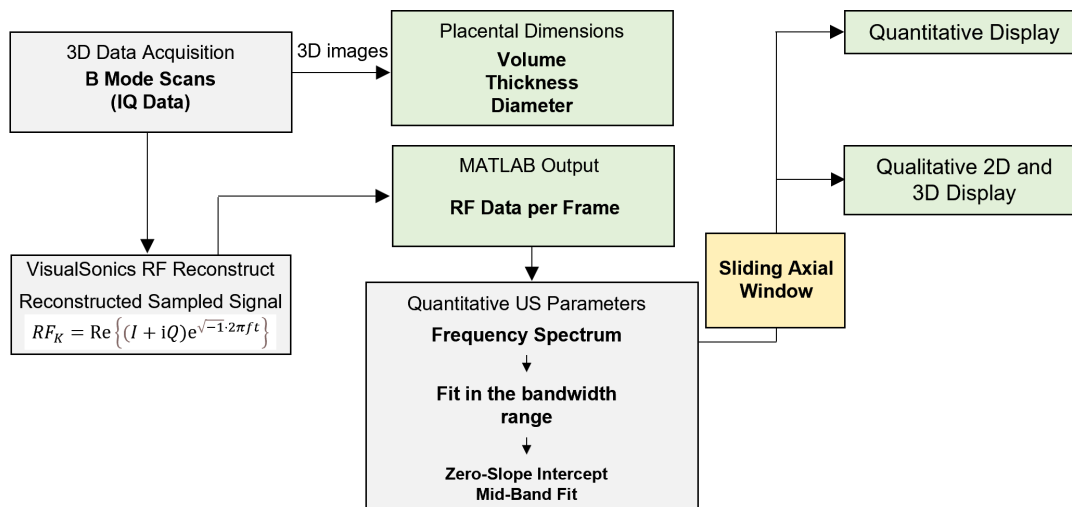 3D Data Acquisition
B Mode Scans
(IQ Data)
3D images
Placental Dimensions
Volume
Thickness
Diameter
MATLAB Output
RF Data per Frame
VisualSonics RF Reconstruct
Reconstructed Sampled Signal
RF_K = Re{(I + iQ)e^{√−1·2πft}}
Quantitative US Parameters
Frequency Spectrum
Fit in the bandwidth
range
Zero-Slope Intercept
Mid-Band Fit
Sliding Axial
Window
Quantitative Display
Qualitative 2D and
3D Display